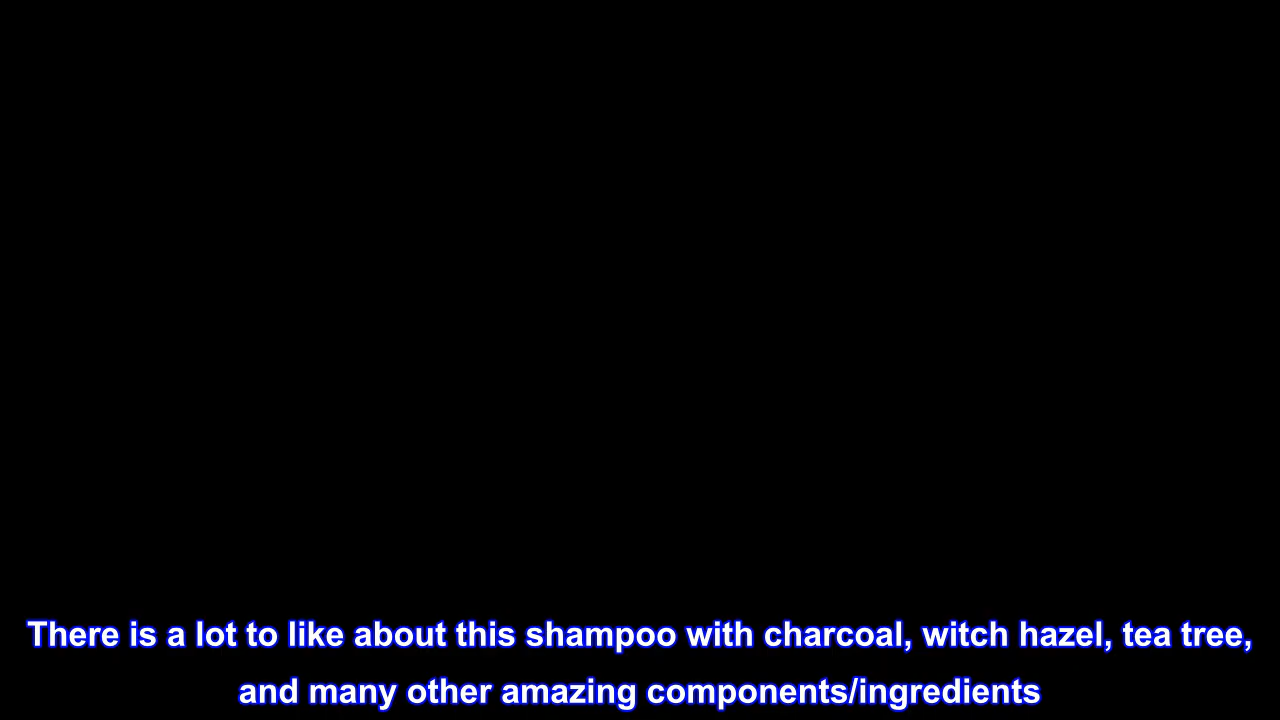 There is a lot to like about this shampoo with charcoal, witch hazel, tea tree,
and many other amazing components/ingredients